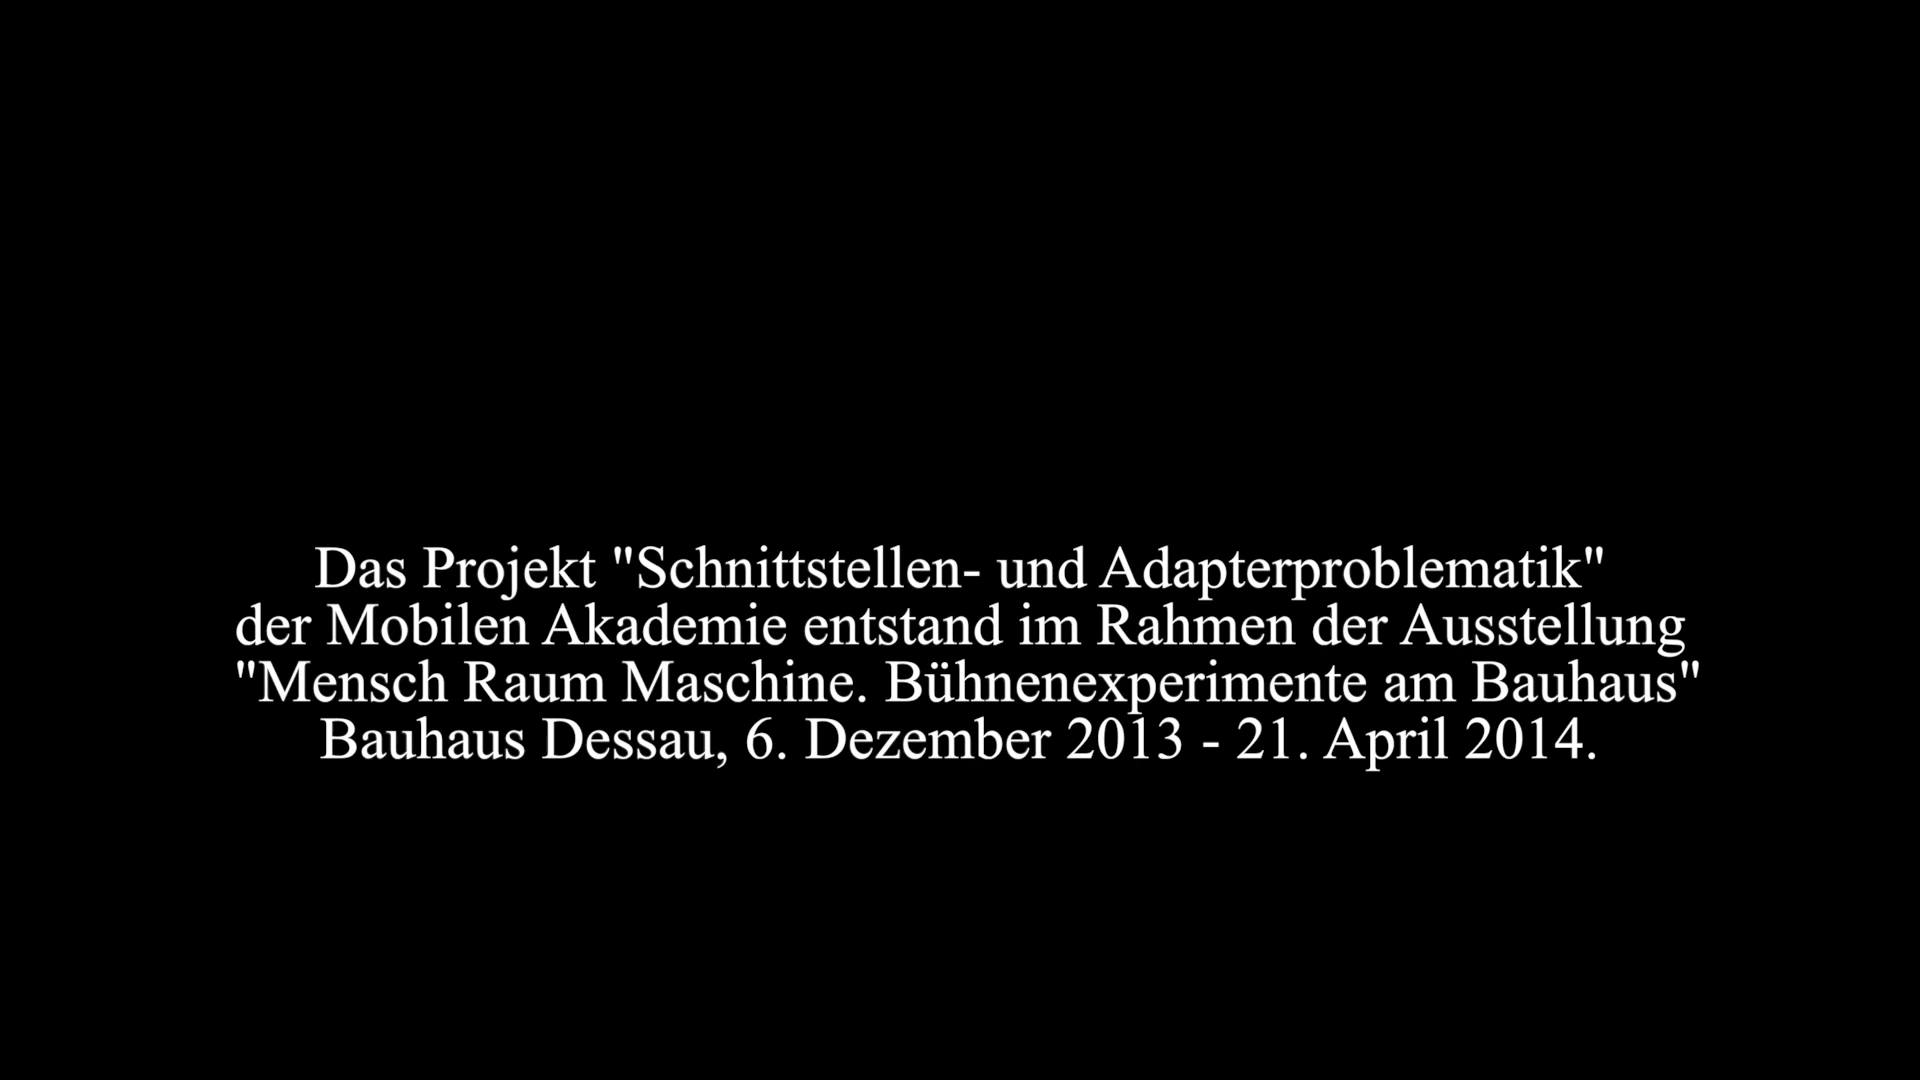 Das Projekt "Schnittstellen- und Adapterproblematik"
der Mobilen Akademie entstand im Rahmen der Ausstellung
"Mensch Raum Maschine. Bühnenexperimente am Bauhaus"
Bauhaus Dessau, 6. Dezember 2013 - 21. April 2014.